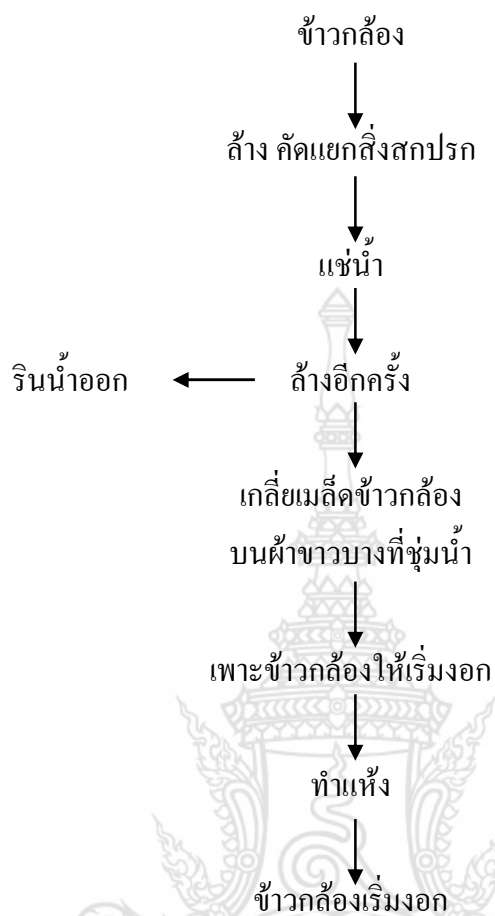 ข้าวกล้อง
ล้าง คัดแยกสิ่งสกปรก
แช่น้ำ
รินน้ำออก
ล้างอีกครั้ง
เกลี่ยเมล็ดข้าวกล้อง
บนผ้าขาวบางที่ชุ่มน้ำ
เพาะข้าวกล้องให้เริ่มงอก
ทำแห้ง
ข้าวกล้องเริ่มงอก